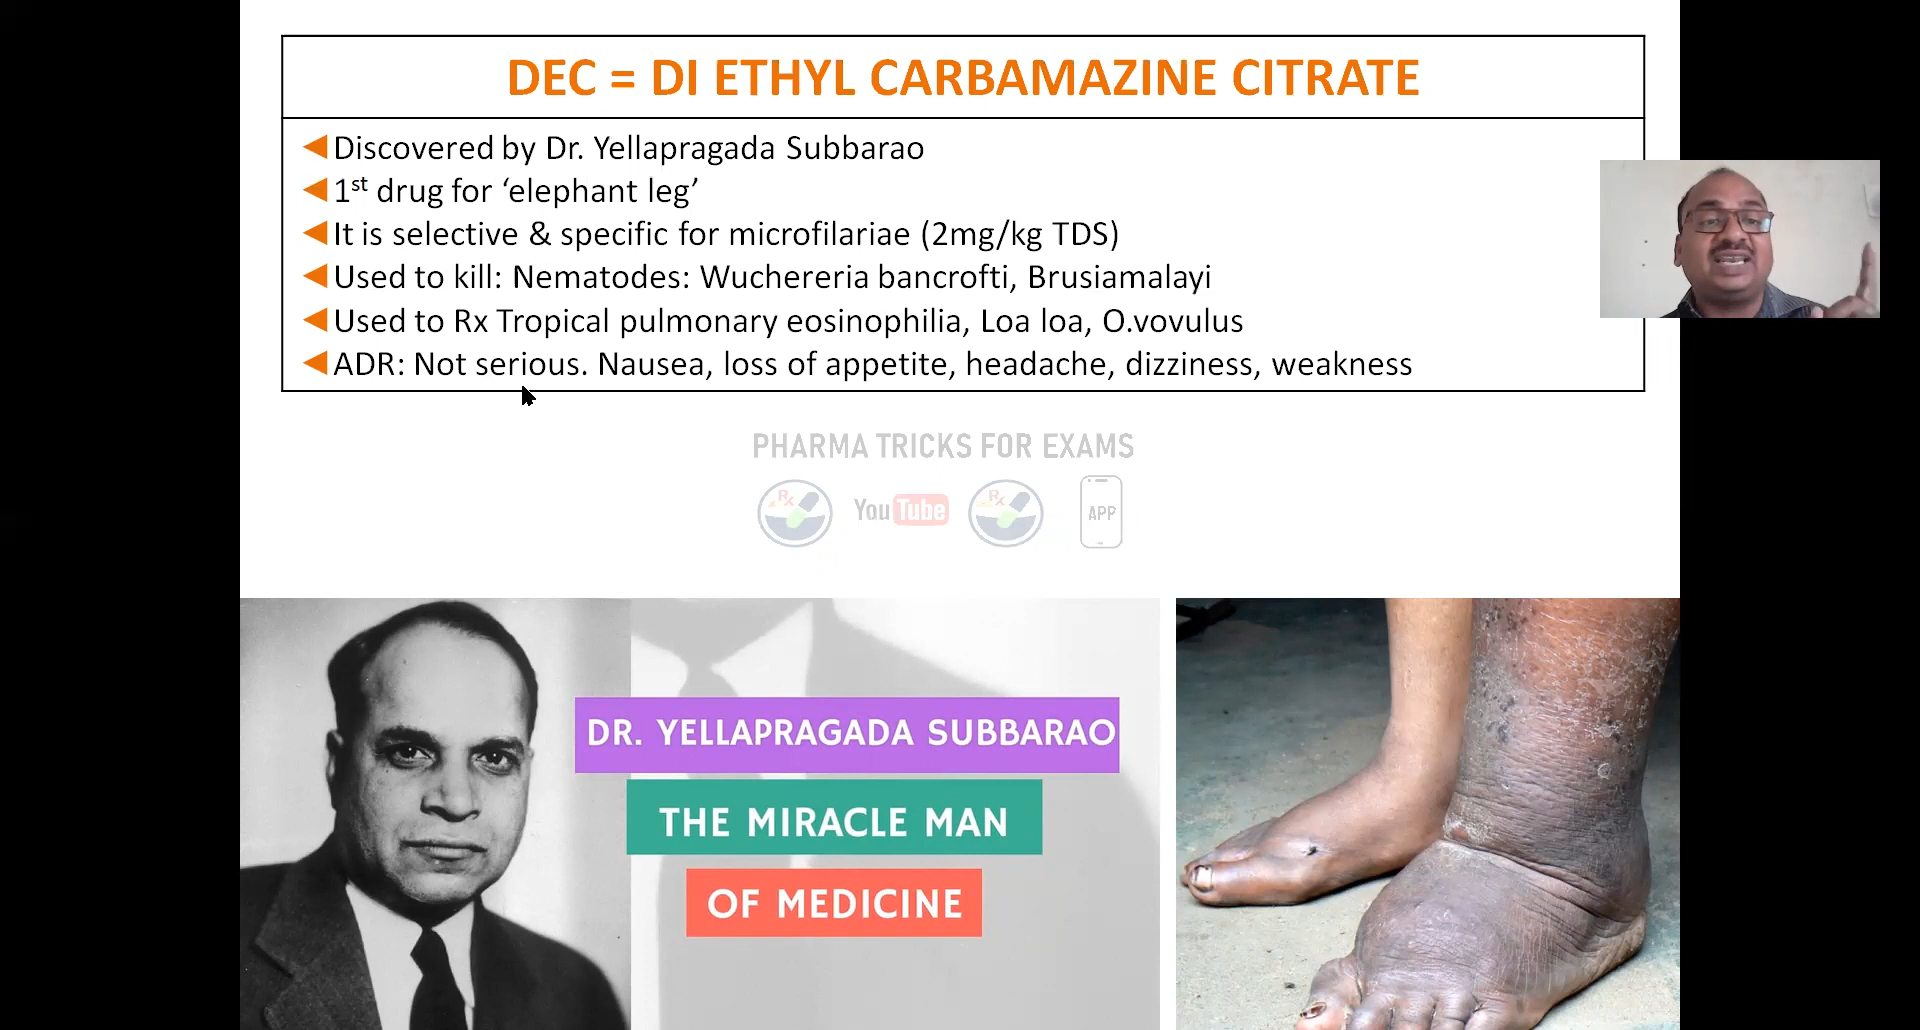 DEC = DI ETHYL CARBAMAZINE CITRATE
Discovered by Dr. Yellapragada Subbarao
1st drug for ‘elephant leg’
It is selective & specific for microfilariae (2mg/kg TDS)
Used to kill: Nematodes: Wuchereria bancrofti, Brusiamalayi
Used to Rx Tropical pulmonary eosinophilia, Loa loa, O.vovulus
ADR: Not serious. Nausea, loss of appetite, headache, dizziness, weakness
PHARMA TRICKS FOR EXAMS
Rx YouTube Rx APP
DR. YELLAPRAGADA SUBBARAO
THE MIRACLE MAN
OF MEDICINE